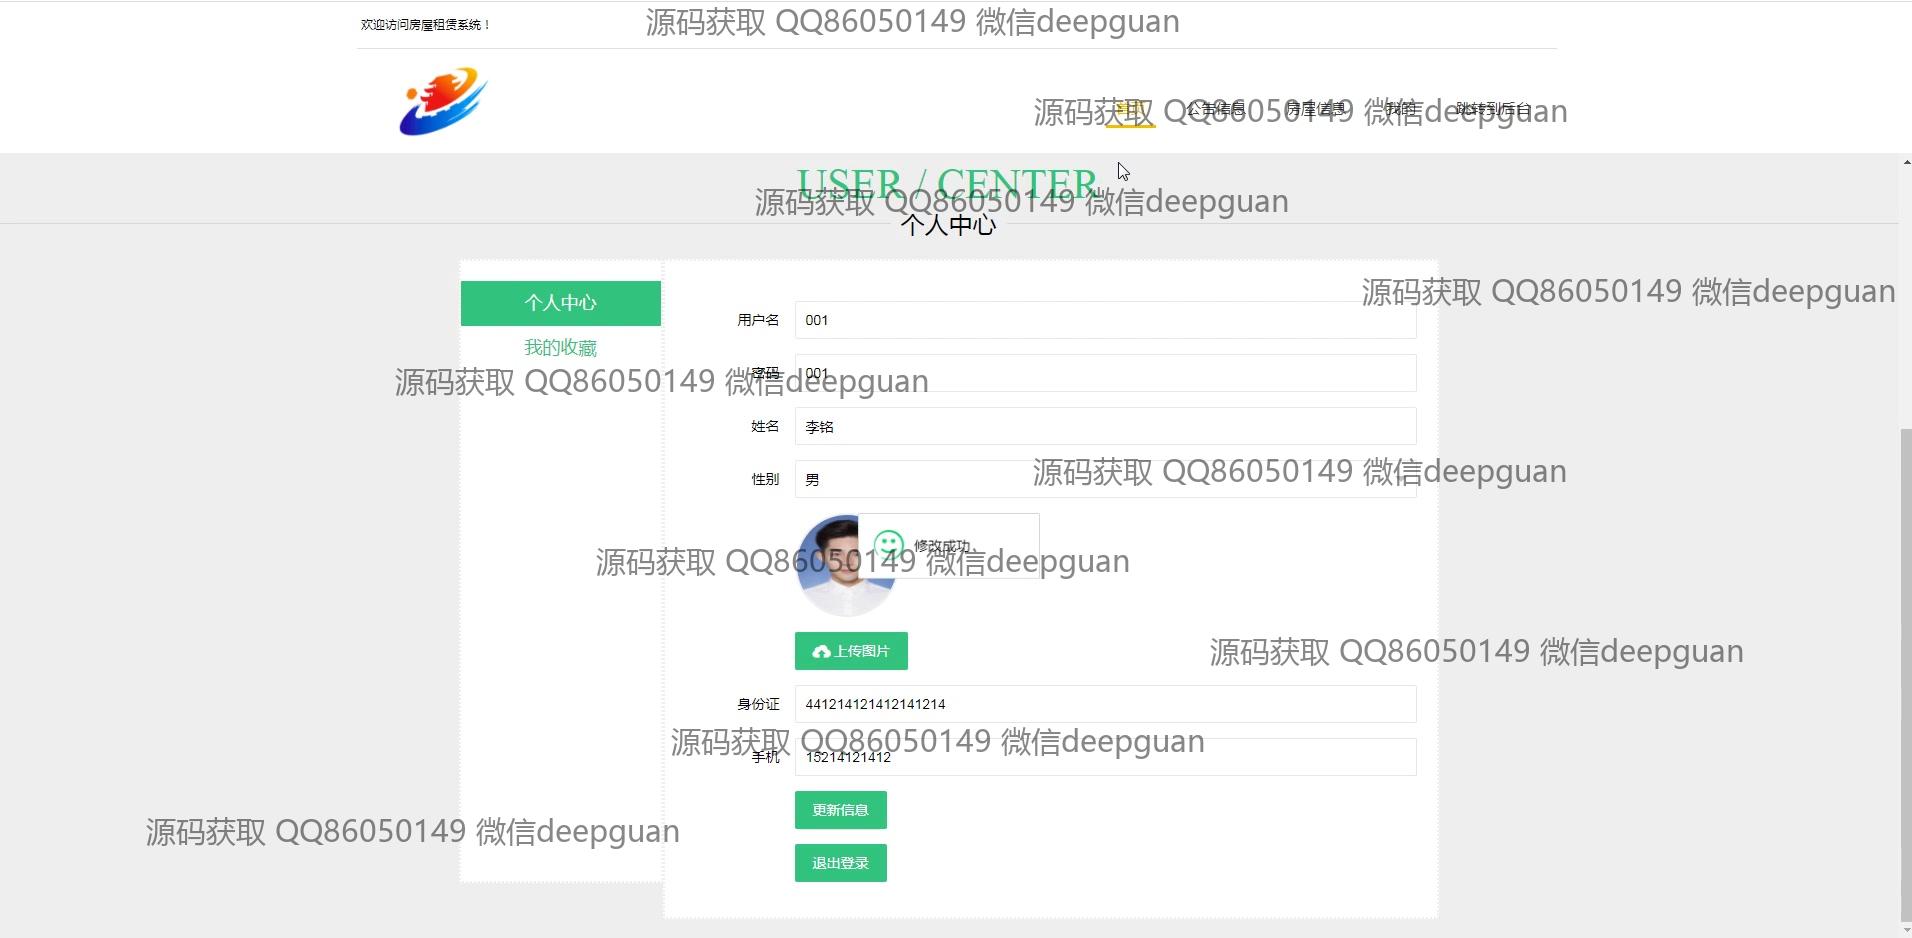 欢迎访问房屋租赁系统！
源码获取 QQ86050149 微信deepguan
首页
公告信息
房屋信息
我的
跳转到后台
源码获取 QQ86050149 微信deepguan
USER / CENTER
源码获取 QQ86050149 微信deepguan
个人中心
源码获取 QQ86050149 微信deepguan
个人中心
用户名 001
我的收藏
密码 001
源码获取 QQ86050149 微信deepguan
姓名 李铭
源码获取 QQ86050149 微信deepguan
性别 男
修改成功
源码获取 QQ86050149 微信deepguan
上传图片
源码获取 QQ86050149 微信deepguan
身份证 441214121412141214
源码获取 QQ86050149 微信deepguan
手机 15214121412
更新信息
源码获取 QQ86050149 微信deepguan
退出登录